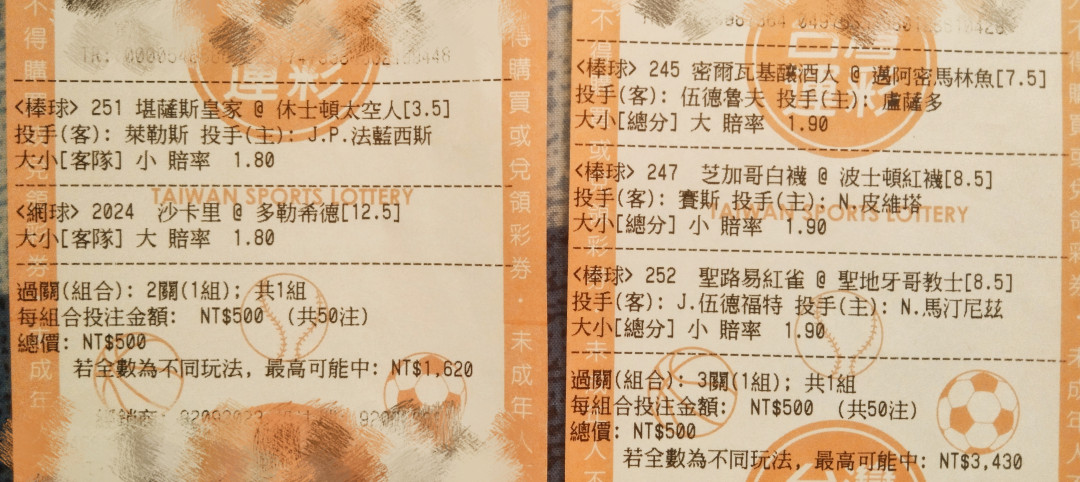 <棒球> 251 堪薩斯皇家 @ 休士頓太空人[3.5]
投手(客): 萊勒斯 投手(主): J.P.法藍西斯
大小[客隊] 小 賠率 1.80
TAIWAN SPORTS LOTTERY
<網球> 2024 沙卡里 @ 多勒希德[12.5]
大小[客隊] 大 賠率 1.80
過關(組合): 2關(1組); 共1組
每組合投注金額: NT$500 (共50注)
總價: NT$500
若全數為不同玩法, 最高可能中: NT$1,620
不得購買或兌領彩券
得購買或兌領彩券·未成年人
<棒球> 245 密爾瓦基釀酒人 @ 邁阿密馬林魚[7.5]
投手(客): 伍德魯夫 投手(主): 盧薩多
大小[總分] 大 賠率 1.90
<棒球> 247 芝加哥白襪 @ 波士頓紅襪[8.5]
投手(客): 賽斯 投手(主): N.皮維塔
TAIWAN SPORTS LOTTERY
大小[總分] 小 賠率 1.90
<棒球> 252 聖路易紅雀 @ 聖地牙哥教士[8.5]
投手(客): J.伍德福特 投手(主): N.馬汀尼茲
大小[總分] 小 賠率 1.90
過關(組合): 3關(1組); 共1組
每組合投注金額: NT$500 (共50注)
總價: NT$500
若全數為不同玩法, 最高可能中: NT$3,430